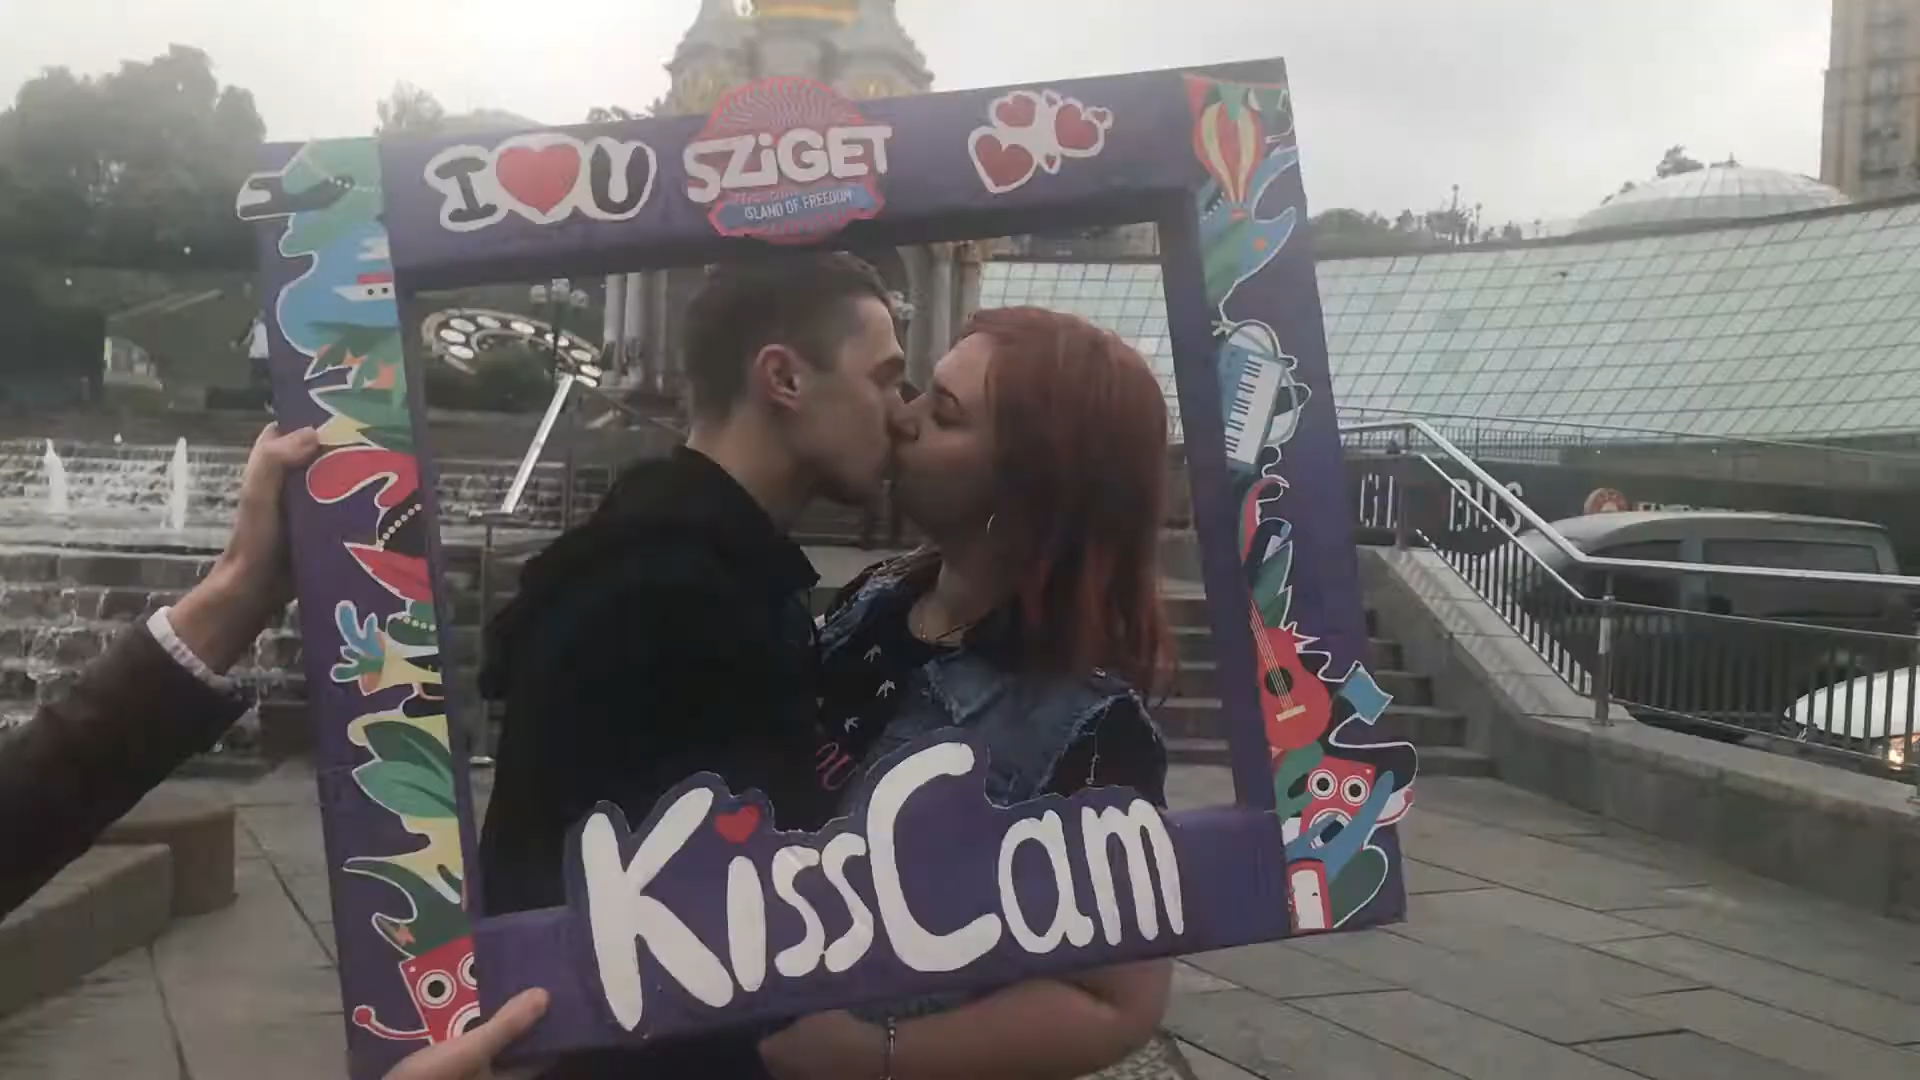 I ❤ U
SZiGET
ISLAND OF FREEDOM
KissCam